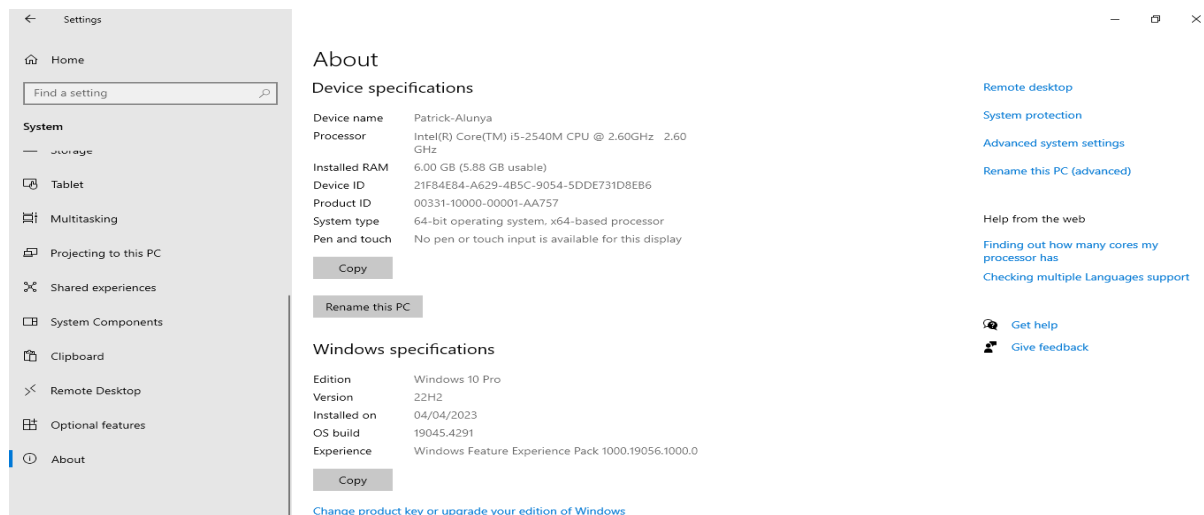 Settings
Home
Find a setting
System
Storage
Tablet
Multitasking
Projecting to this PC
Shared experiences
System Components
Clipboard
Remote Desktop
Optional features
About
About
Device specifications
Device name Patrick-Alunya
Processor Intel(R) Core(TM) i5-2540M CPU @ 2.60GHz 2.60
GHz
Installed RAM 6.00 GB (5.88 GB usable)
Device ID 21F84E84-A629-4B5C-9054-5DDE731D8EB6
Product ID 00331-10000-00001-AA757
System type 64-bit operating system, x64-based processor
Pen and touch No pen or touch input is available for this display
Copy
Rename this PC
Windows specifications
Edition Windows 10 Pro
Version 22H2
Installed on 04/04/2023
OS build 19045.4291
Experience Windows Feature Experience Pack 1000.19056.1000.0
Copy
Change product key or upgrade your edition of Windows
Remote desktop
System protection
Advanced system settings
Rename this PC (advanced)
Help from the web
Finding out how many cores my
processor has
Checking multiple Languages support
Get help
Give feedback